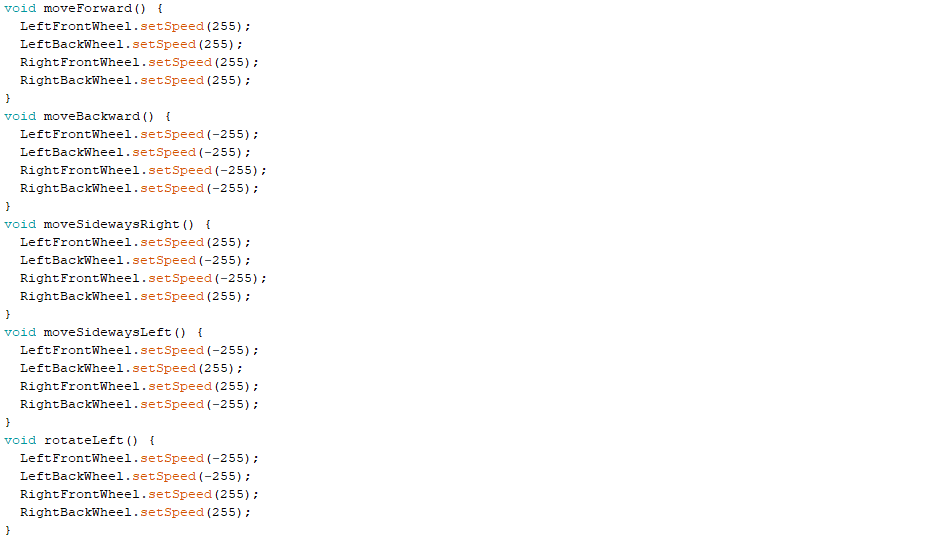 void moveForward() {
  LeftFrontWheel.setSpeed(255);
  LeftBackWheel.setSpeed(255);
  RightFrontWheel.setSpeed(255);
  RightBackWheel.setSpeed(255);
}
void moveBackward() {
  LeftFrontWheel.setSpeed(-255);
  LeftBackWheel.setSpeed(-255);
  RightFrontWheel.setSpeed(-255);
  RightBackWheel.setSpeed(-255);
}
void moveSidewaysRight() {
  LeftFrontWheel.setSpeed(255);
  LeftBackWheel.setSpeed(-255);
  RightFrontWheel.setSpeed(-255);
  RightBackWheel.setSpeed(255);
}
void moveSidewaysLeft() {
  LeftFrontWheel.setSpeed(-255);
  LeftBackWheel.setSpeed(255);
  RightFrontWheel.setSpeed(255);
  RightBackWheel.setSpeed(-255);
}
void rotateLeft() {
  LeftFrontWheel.setSpeed(-255);
  LeftBackWheel.setSpeed(-255);
  RightFrontWheel.setSpeed(255);
  RightBackWheel.setSpeed(255);
}